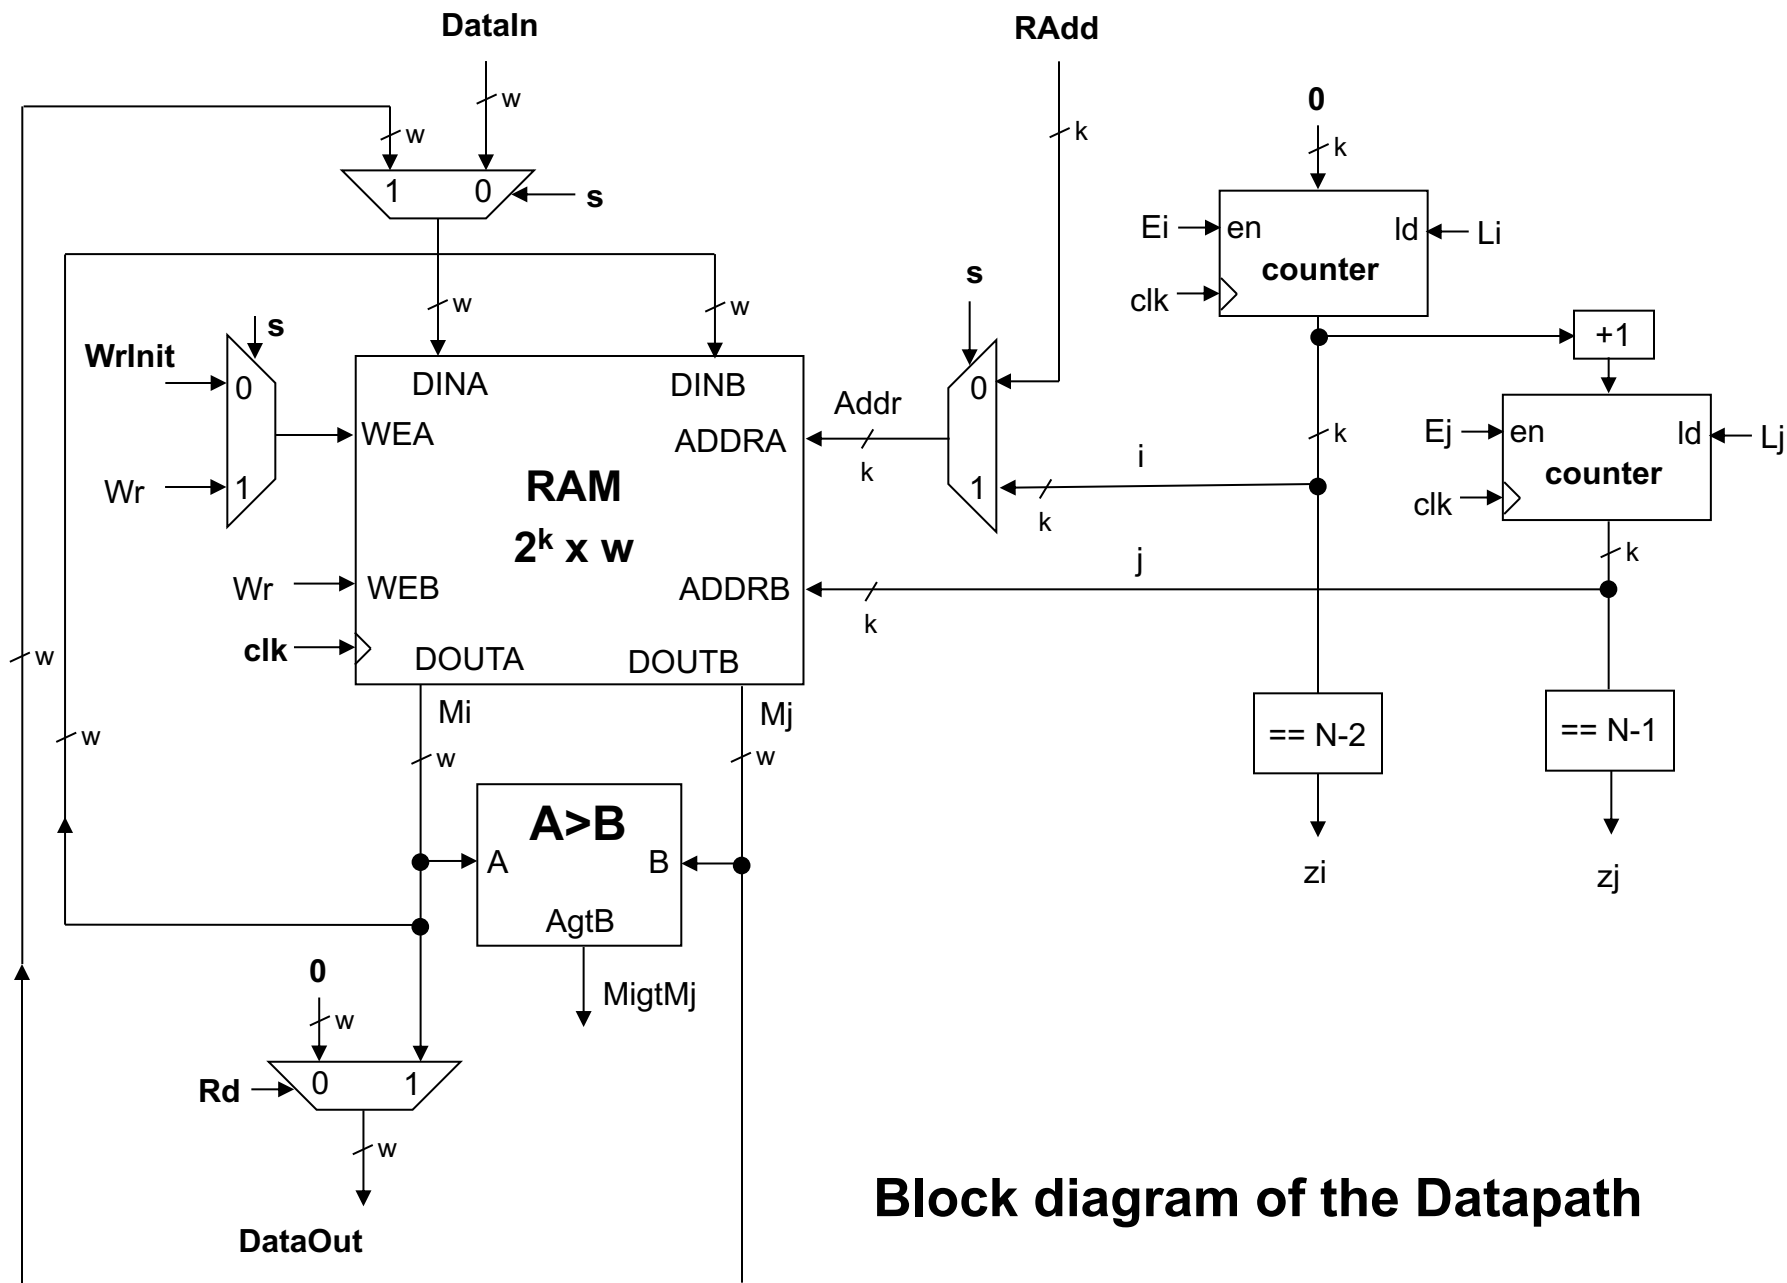 DataIn
RAdd
w
0
w
k
k
1 0
s
Ei
en
ld
Li
counter
s
clk
w
w
s
+1
WrInit
0
DINA
DINB
0
Addr
WEA
ADDRA
k
Ej
en
ld
Lj
i
counter
k
Wr
1
RAM
1
k
clk
2ᵏ x w
j
k
Wr
WEB
ADDRB
k
clk
DOUTA
DOUTB
w
Mi
Mj
== N-2
== N-1
w
w
w
A>B
A
B
zi
zj
AgtB
0
MigtMj
w
Rd
0 1
w
Block diagram of the Datapath
DataOut